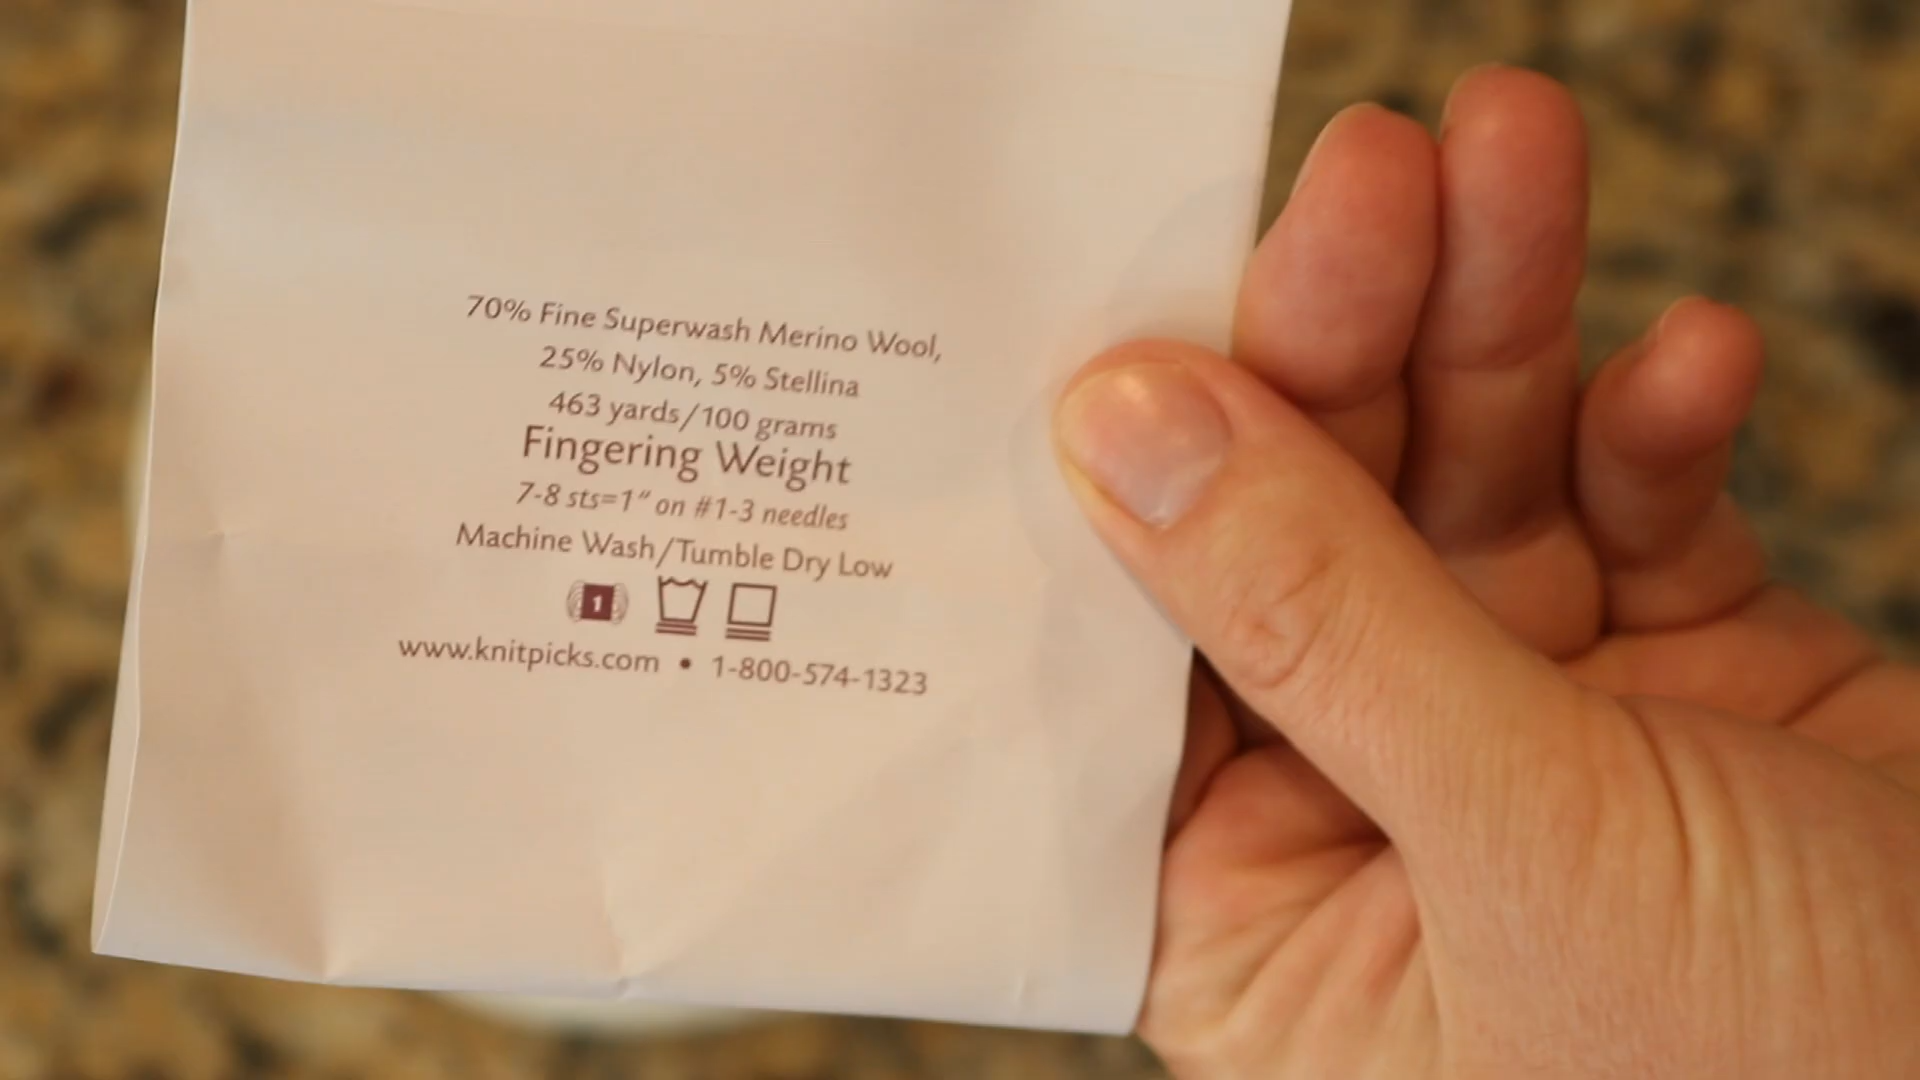 70% Fine Superwash Merino Wool,
25% Nylon, 5% Stellina
463 yards/100 grams
Fingering Weight
7-8 sts=1" on #1-3 needles
Machine Wash/Tumble Dry Low
1
www.knitpicks.com • 1-800-574-1323